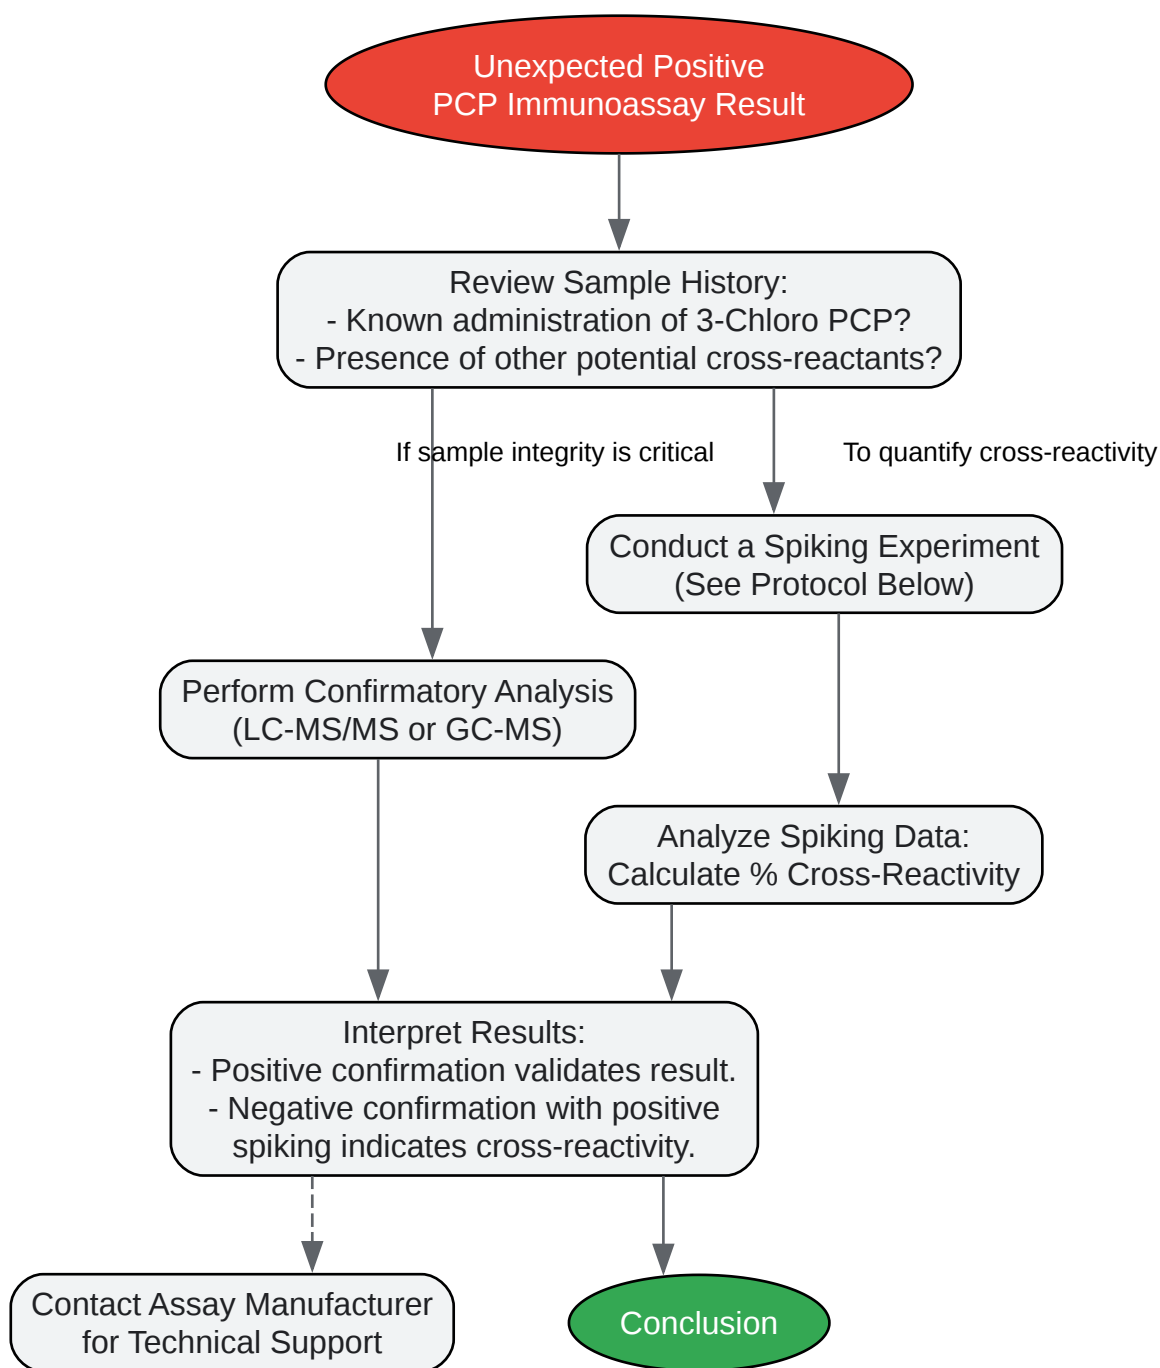 Unexpected Positive
PCP Immunoassay Result
Review Sample History:
- Known administration of 3-Chloro PCP?
- Presence of other potential cross-reactants?
If sample integrity is critical
To quantify cross-reactivity
Conduct a Spiking Experiment
(See Protocol Below)
Perform Confirmatory Analysis
(LC-MS/MS or GC-MS)
Analyze Spiking Data:
Calculate % Cross-Reactivity
Interpret Results:
- Positive confirmation validates result.
- Negative confirmation with positive
spiking indicates cross-reactivity.
Contact Assay Manufacturer
for Technical Support
Conclusion